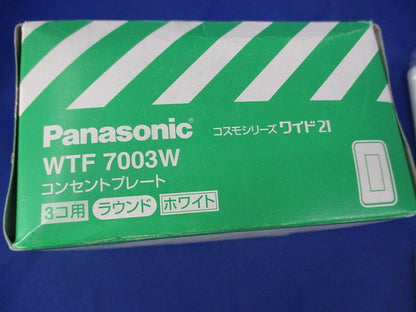 Panasonic コスモシリーズ ワイド21
WTF 7003W
コンセントプレート
3コ用 ラウンド ホワイト